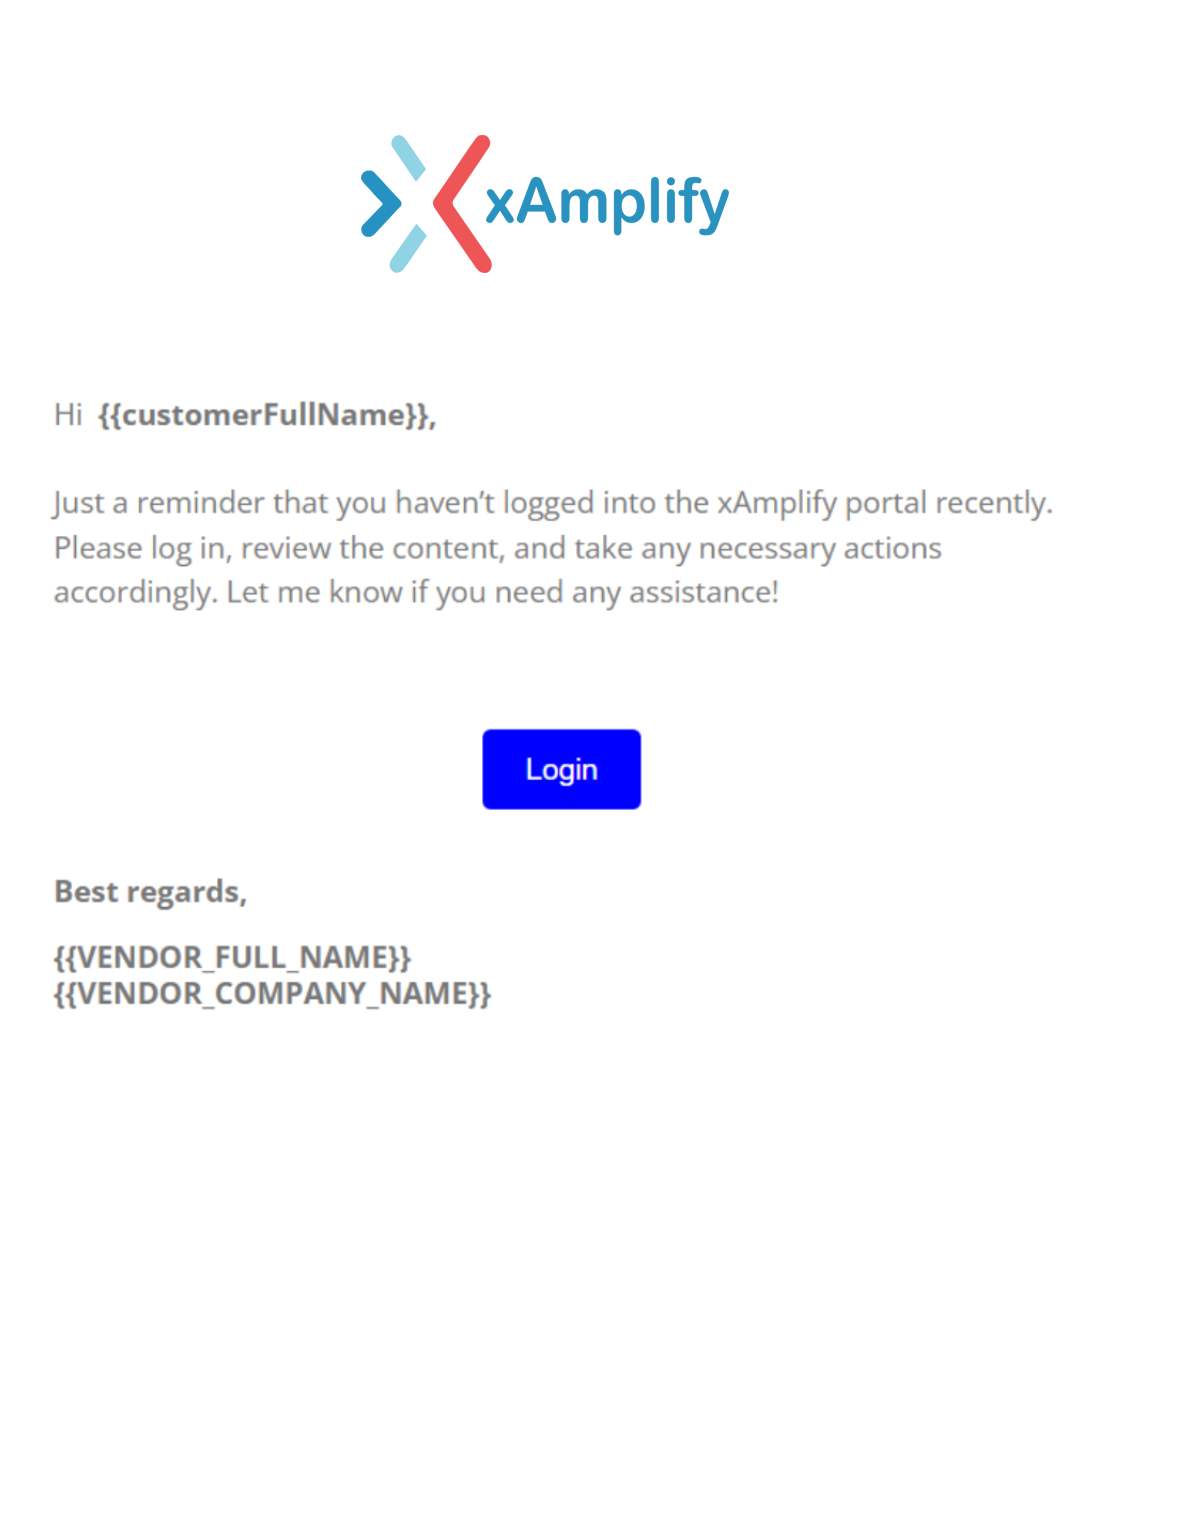 xAmplify
Hi {{customerFullName}},
Just a reminder that you haven’t logged into the xAmplify portal recently.
Please log in, review the content, and take any necessary actions
accordingly. Let me know if you need any assistance!
Login
Best regards,
{{VENDOR_FULL_NAME}}
{{VENDOR_COMPANY_NAME}}